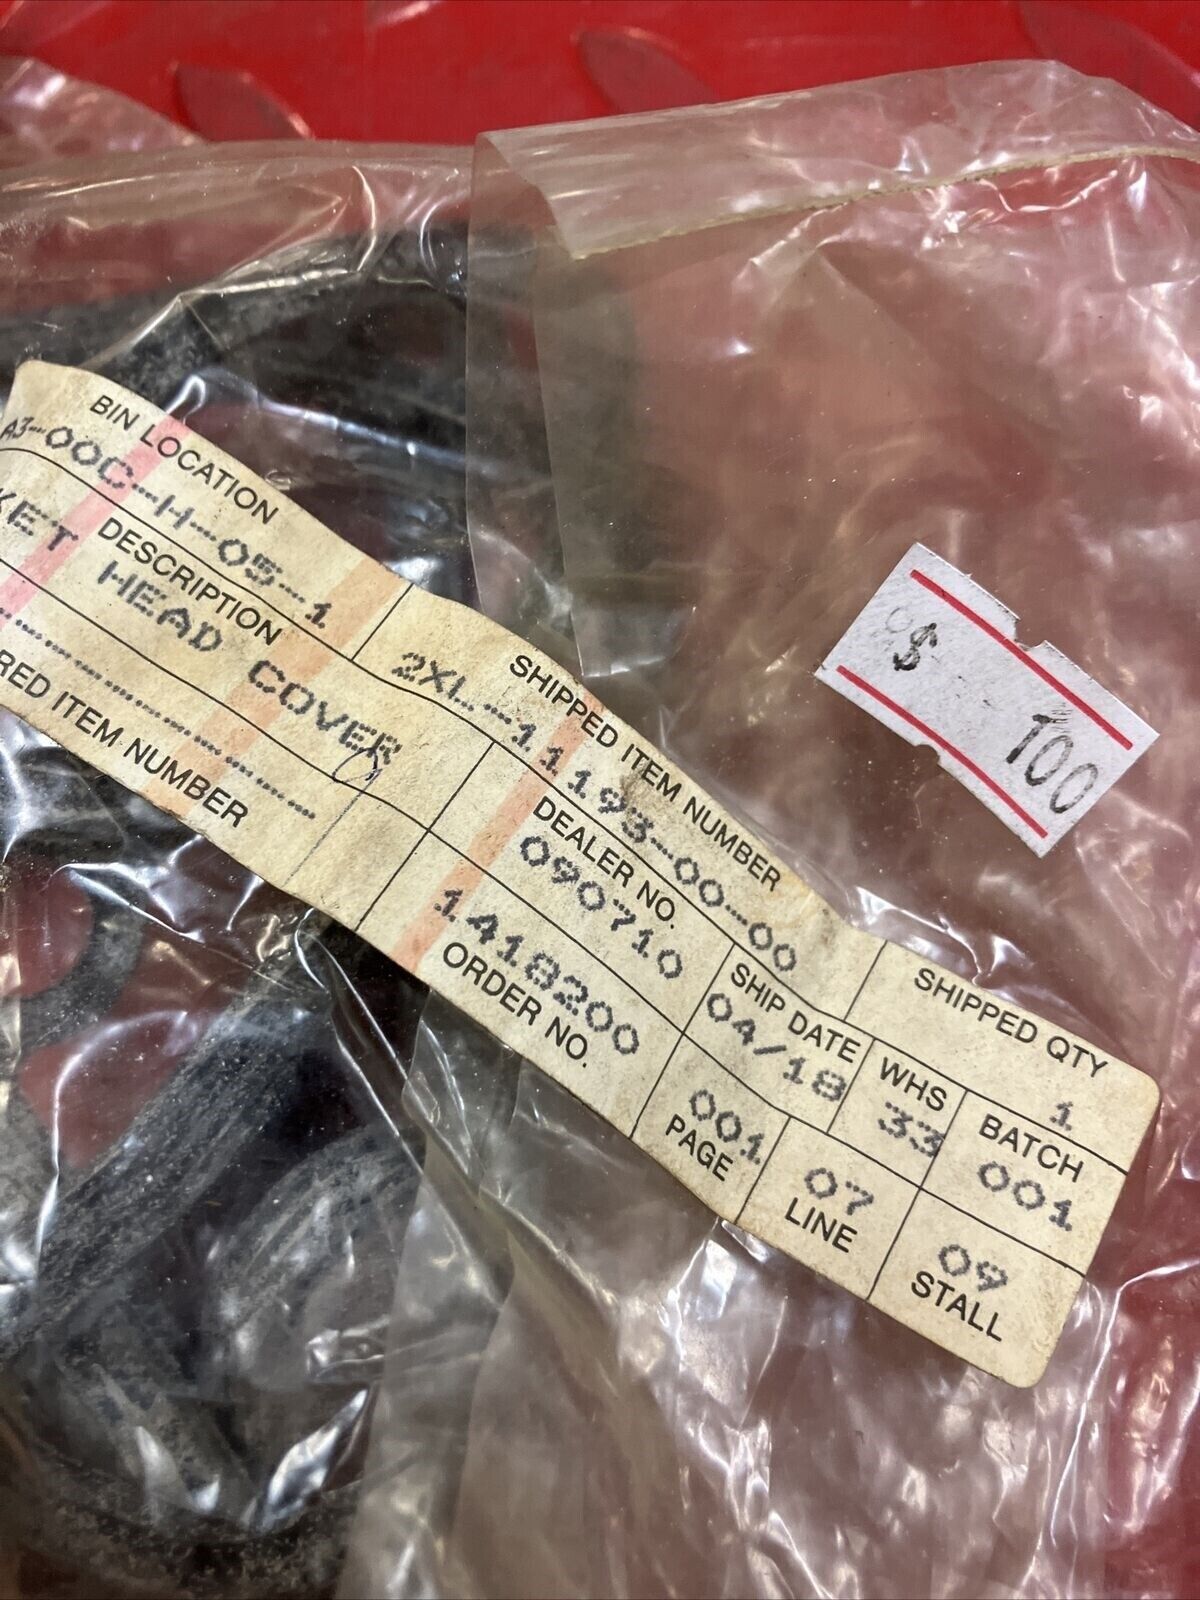 BIN LOCATION
A3-00C-H-05-1
DESCRIPTION
KET HEAD COVER
RED ITEM NUMBER
SHIPPED ITEM NUMBER
2XL-11193-00-00
DEALER NO.
090710
1418200
ORDER NO.
SHIP DATE
04/18
WHS
33
SHIPPED QTY
1
BATCH
001
001
PAGE
07
LINE
09
STALL
$ 100